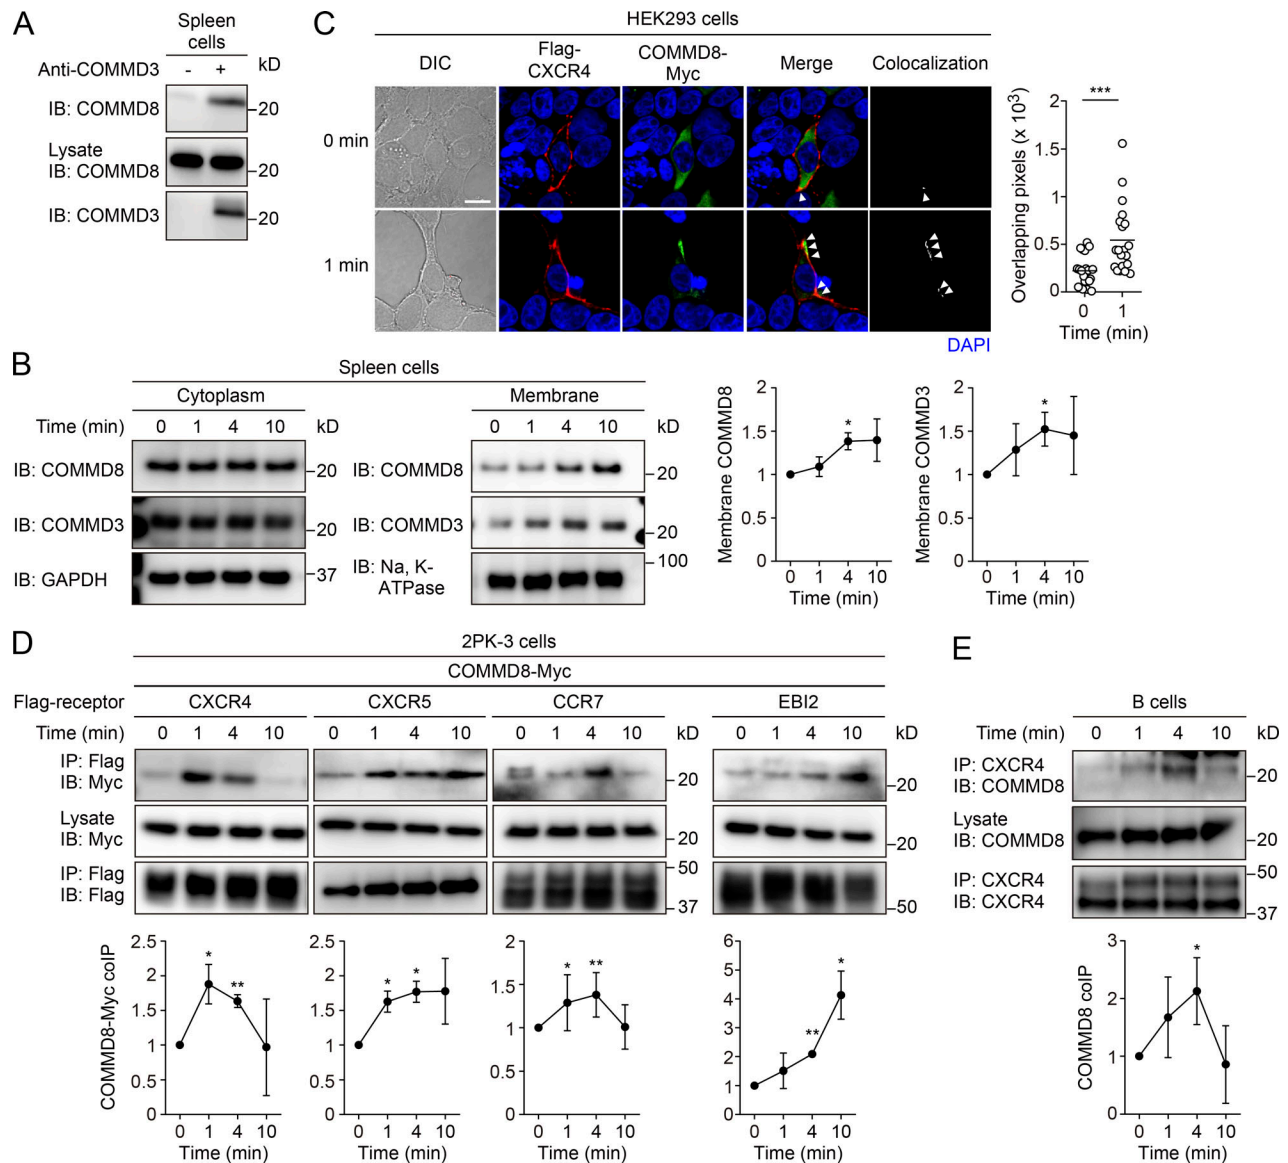 A
Spleen
cells
Anti-COMMD3 - + kD
IB: COMMD8
20
Lysate
IB: COMMD8
20
IB: COMMD3
20
C
HEK293 cells
DIC
Flag-
CXCR4
COMMD8-
Myc
Merge
Colocalization
0 min
1 min
DAPI
Overlapping pixels (x 10³)
2
1.5
1
0.5
0
***
0 1
Time (min)
B
Spleen cells
Cytoplasm
Membrane
Time (min) 0 1 4 10 kD
0 1 4 10 kD
IB: COMMD8
20
IB: COMMD8
20
IB: COMMD3
20
IB: COMMD3
20
IB: GAPDH
37
IB: Na, K-
ATPase
100
Membrane COMMD8
2
1.5
1
0.5
0
*
0 1 4 10
Time (min)
Membrane COMMD3
2
1.5
1
0.5
0
*
0 1 4 10
Time (min)
D
2PK-3 cells
COMMD8-Myc
Flag-receptor CXCR4 CXCR5 CCR7 EBI2
Time (min) 0 1 4 10 0 1 4 10 0 1 4 10 kD 0 1 4 10 kD
IP: Flag
IB: Myc
20
20
Lysate
IB: Myc
20
20
IP: Flag
IB: Flag
50
37
50
COMMD8-Myc coIP
2.5
2
1.5
1
0.5
0
* **
0 1 4 10
Time (min)
2.5
2
1.5
1
0.5
0
* *
0 1 4 10
Time (min)
2
1.5
1
0.5
0
* **
0 1 4 10
Time (min)
6
5
4
3
2
1
0
** *
0 1 4 10
Time (min)
E
B cells
Time (min) 0 1 4 10 kD
IP: CXCR4
IB: COMMD8
20
Lysate
IB: COMMD8
20
IP: CXCR4
IB: CXCR4
50
37
COMMD8 coIP
3
2
1
0
*
0 1 4 10
Time (min)